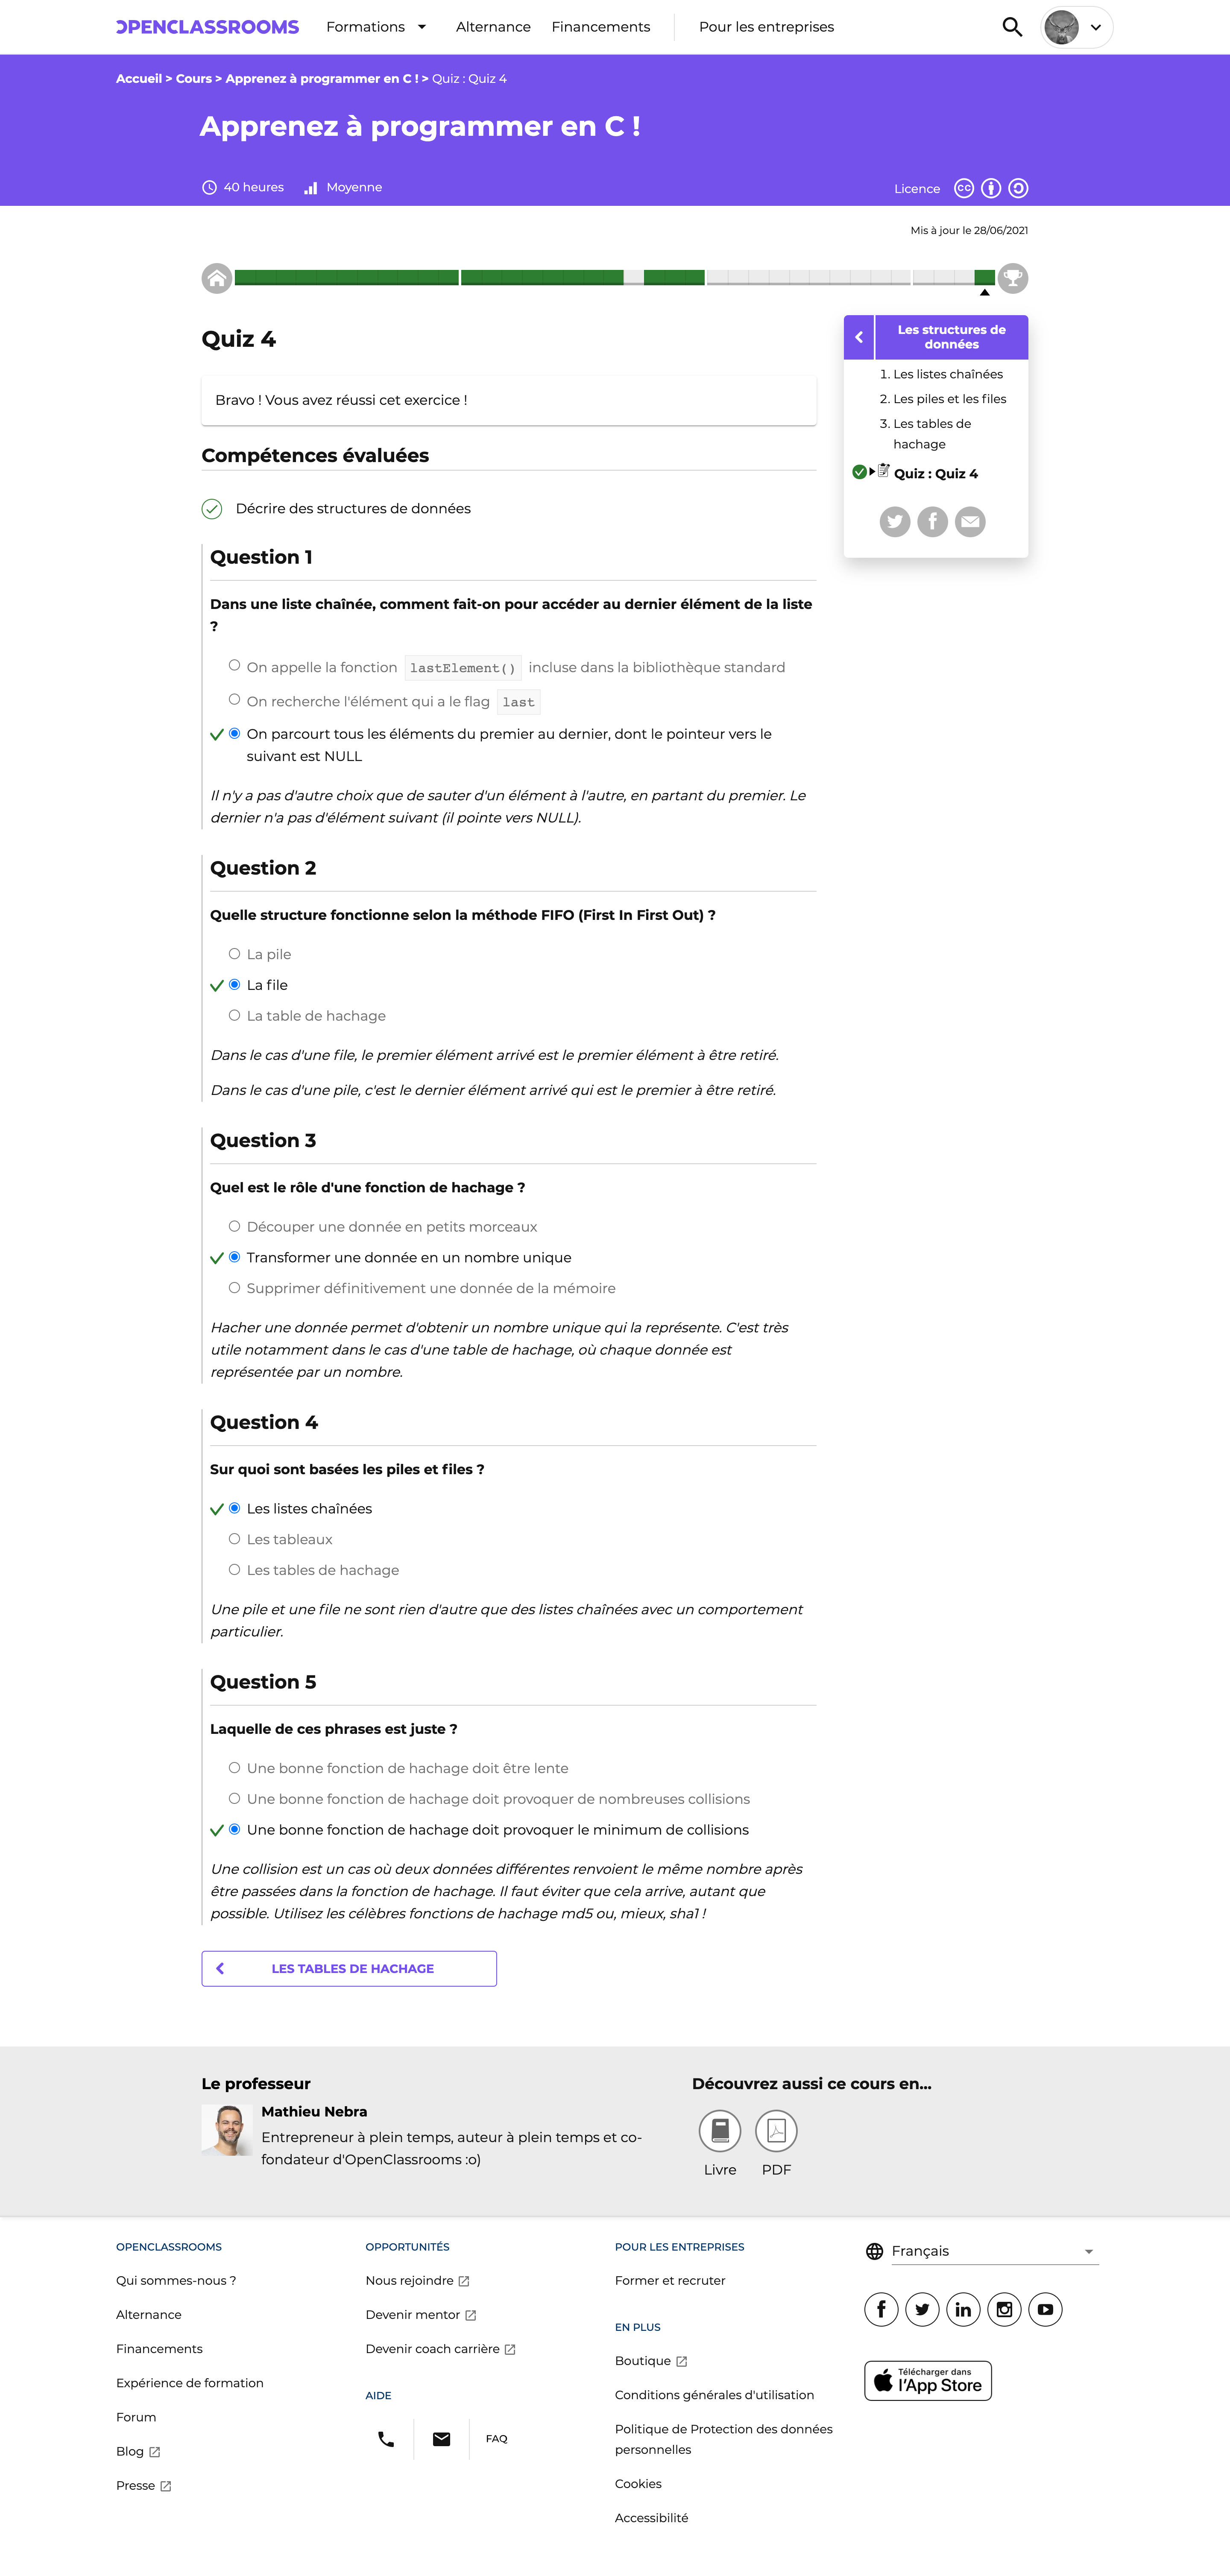 OPENCLASSROOMS
Formations
Alternance
Financements
Pour les entreprises
Accueil > Cours > Apprenez à programmer en C ! > Quiz : Quiz 4
Apprenez à programmer en C !
40 heures
Moyenne
Licence
Mis à jour le 28/06/2021
Quiz 4
Bravo ! Vous avez réussi cet exercice !
Compétences évaluées
Décrire des structures de données
Question 1
Dans une liste chaînée, comment fait-on pour accéder au dernier élément de la liste
?
On appelle la fonction lastElement() incluse dans la bibliothèque standard
On recherche l'élément qui a le flag last
On parcourt tous les éléments du premier au dernier, dont le pointeur vers le
suivant est NULL
Il n'y a pas d'autre choix que de sauter d'un élément à l'autre, en partant du premier. Le
dernier n'a pas d'élément suivant (il pointe vers NULL).
Question 2
Quelle structure fonctionne selon la méthode FIFO (First In First Out) ?
La pile
La file
La table de hachage
Dans le cas d'une file, le premier élément arrivé est le premier élément à être retiré.
Dans le cas d'une pile, c'est le dernier élément arrivé qui est le premier à être retiré.
Question 3
Quel est le rôle d'une fonction de hachage ?
Découper une donnée en petits morceaux
Transformer une donnée en un nombre unique
Supprimer définitivement une donnée de la mémoire
Hacher une donnée permet d'obtenir un nombre unique qui la représente. C'est très
utile notamment dans le cas d'une table de hachage, où chaque donnée est
représentée par un nombre.
Question 4
Sur quoi sont basées les piles et files ?
Les listes chaînées
Les tableaux
Les tables de hachage
Une pile et une file ne sont rien d'autre que des listes chaînées avec un comportement
particulier.
Question 5
Laquelle de ces phrases est juste ?
Une bonne fonction de hachage doit être lente
Une bonne fonction de hachage doit provoquer de nombreuses collisions
Une bonne fonction de hachage doit provoquer le minimum de collisions
Une collision est un cas où deux données différentes renvoient le même nombre après
être passées dans la fonction de hachage. Il faut éviter que cela arrive, autant que
possible. Utilisez les célèbres fonctions de hachage md5 ou, mieux, sha1 !
LES TABLES DE HACHAGE
Les structures de
données
1. Les listes chaînées
2. Les piles et les files
3. Les tables de
hachage
Quiz : Quiz 4
Le professeur
Mathieu Nebra
Entrepreneur à plein temps, auteur à plein temps et co-
fondateur d'OpenClassrooms :o)
Découvrez aussi ce cours en...
Livre
PDF
OPENCLASSROOMS
Qui sommes-nous ?
Alternance
Financements
Expérience de formation
Forum
Blog
Presse
OPPORTUNITÉS
Nous rejoindre
Devenir mentor
Devenir coach carrière
AIDE
FAQ
POUR LES ENTREPRISES
Former et recruter
EN PLUS
Boutique
Conditions générales d'utilisation
Politique de Protection des données
personnelles
Cookies
Accessibilité
Français
Télécharger dans
l'App Store